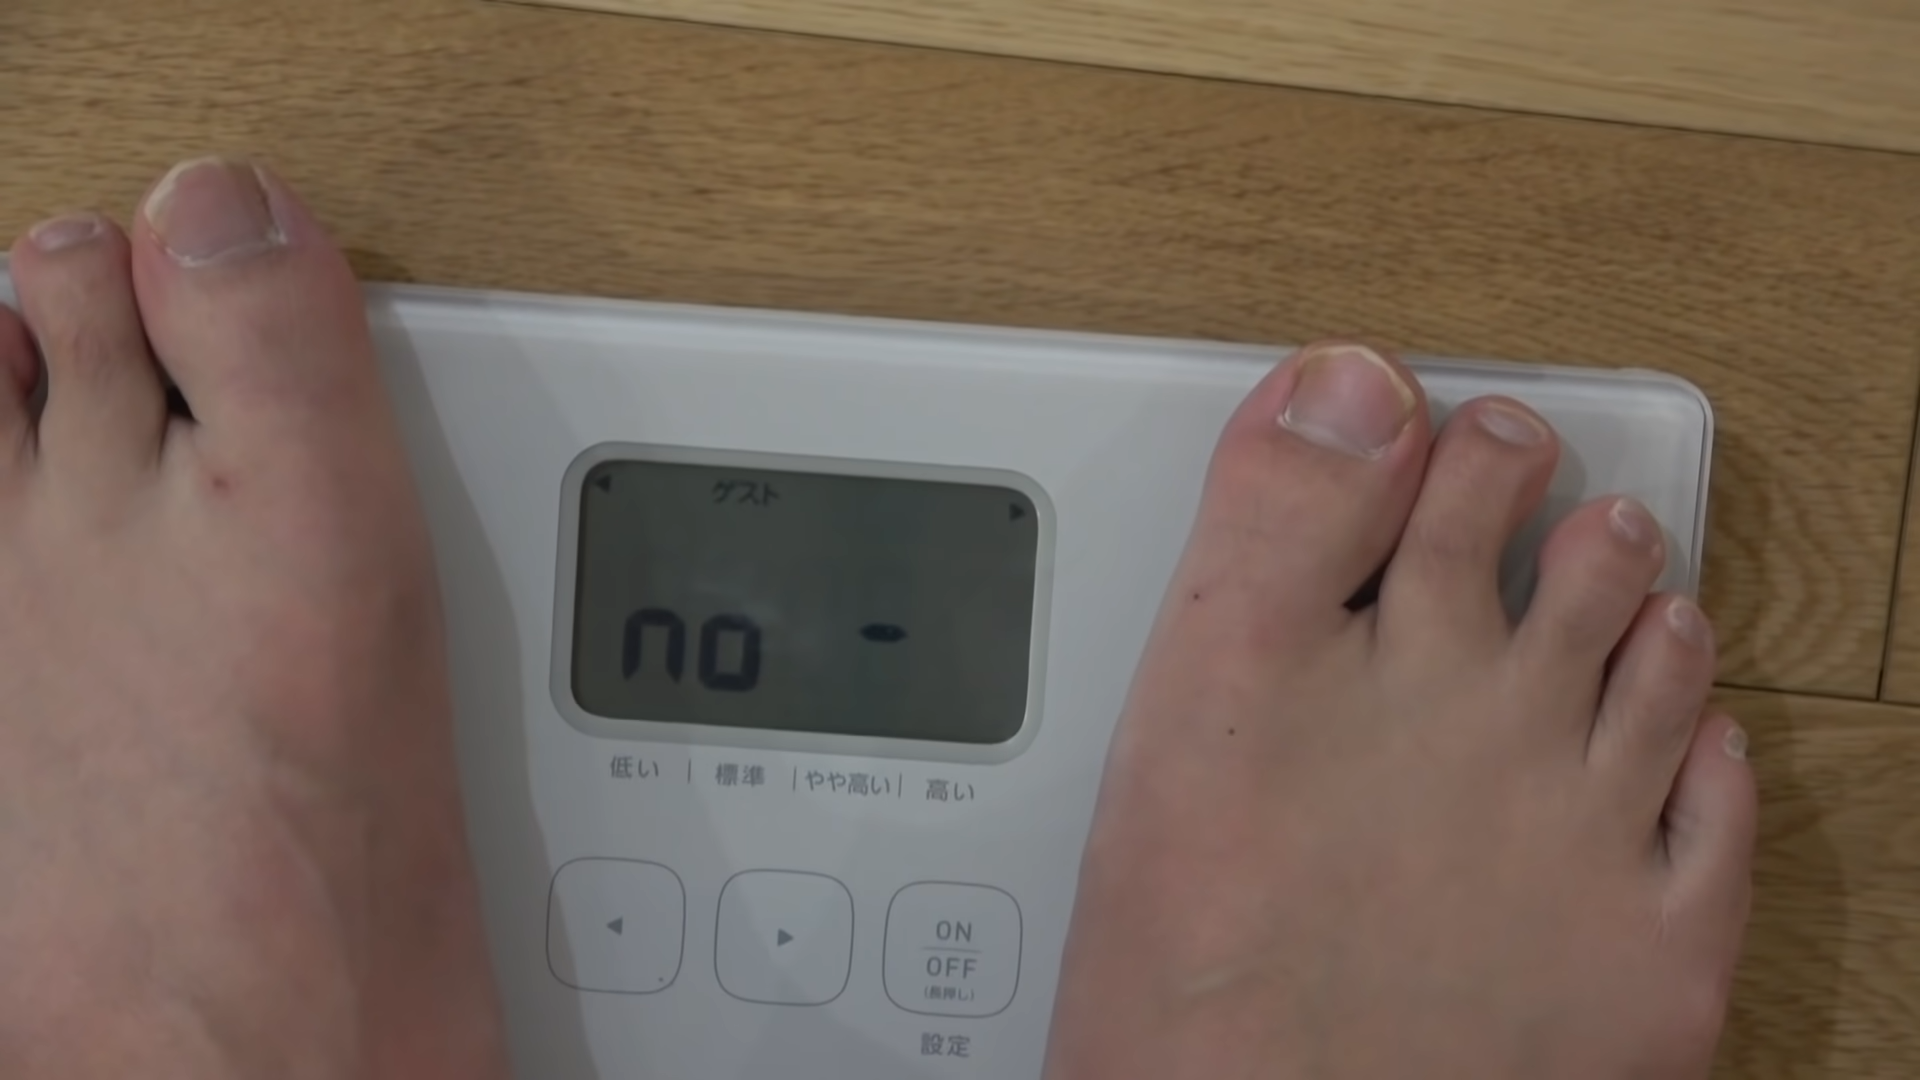 ◀ ゲスト ▶
no -
低い | 標準 | やや高い | 高い
◀ ▶ ON
OFF
(長押し)
設定